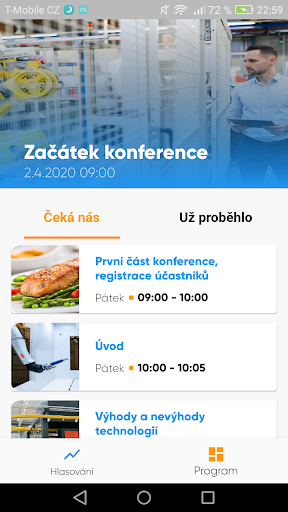 T-Mobile CZ
72 %
22:59
Začátek konference
2.4.2020 09:00
Čeká nás
Už proběhlo
První část konference,
registrace účastníků
Pátek 09:00 - 10:00
Úvod
Pátek 10:00 - 10:05
Výhody a nevýhody
technologií
Hlasování
Program